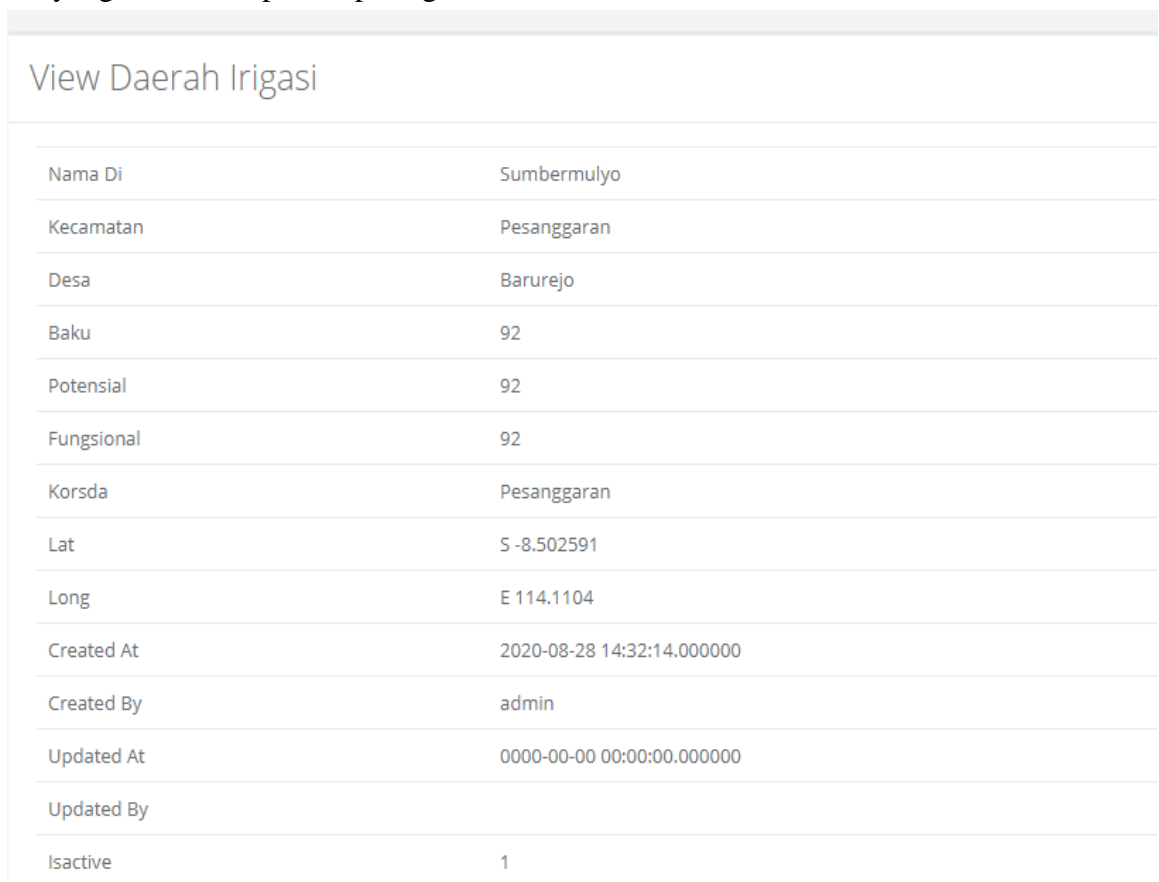 View Daerah Irigasi
Nama Di Sumbermulyo
Kecamatan Pesanggaran
Desa Barurejo
Baku 92
Potensial 92
Fungsional 92
Korsda Pesanggaran
Lat S -8.502591
Long E 114.1104
Created At 2020-08-28 14:32:14.000000
Created By admin
Updated At 0000-00-00 00:00:00.000000
Updated By
Isactive 1